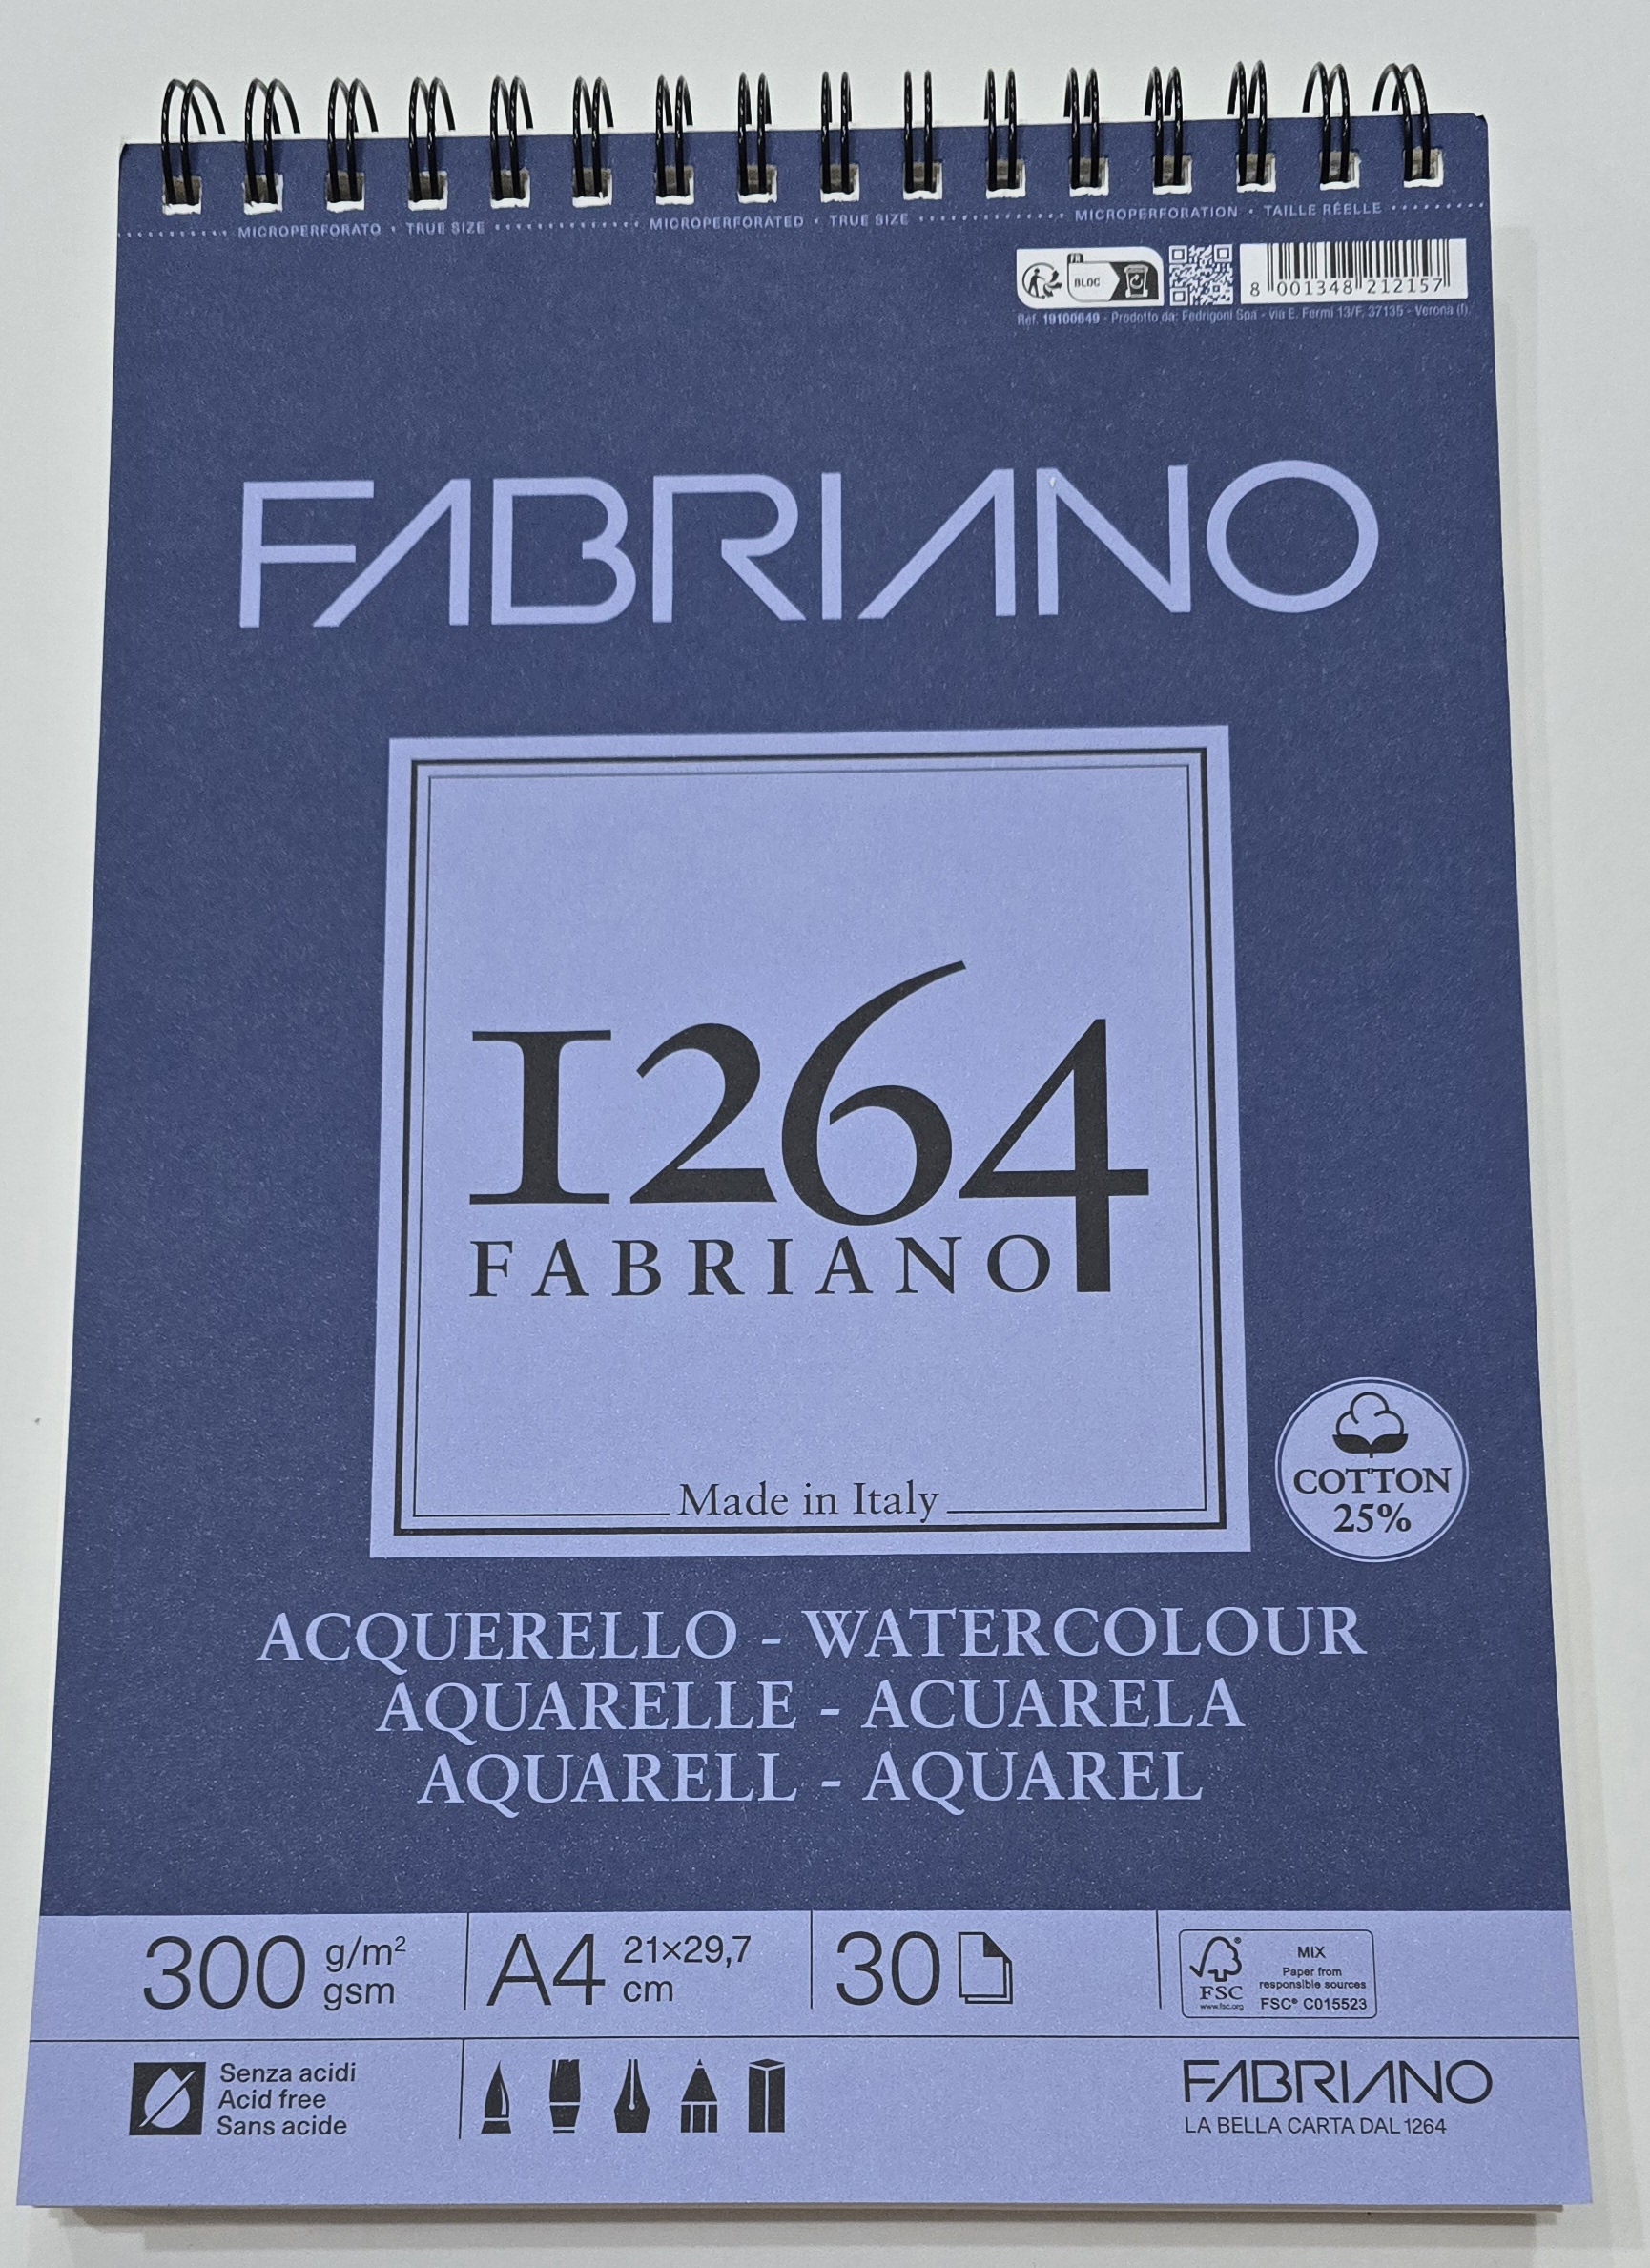 MICROPERFORATO • TRUE SIZE MICROPERFORATED • TRUE SIZE MICROPERFORATION • TAILLE RÉELLE
FR
BLOC
8 001348 212157
Ref. 19100649 - Prodotto da: Fedrigoni Spa - via E. Fermi 13/F, 37135 - Verona (I).
FABRIANO
1264
FABRIANO
Made in Italy
COTTON
25%
ACQUERELLO - WATERCOLOUR
AQUARELLE - ACUARELA
AQUARELL - AQUAREL
300 g/m²
gsm
A4 21×29,7
cm
30
FSC
www.fsc.org
MIX
Paper from
responsible sources
FSC® C015523
Senza acidi
Acid free
Sans acide
FABRIANO
LA BELLA CARTA DAL 1264